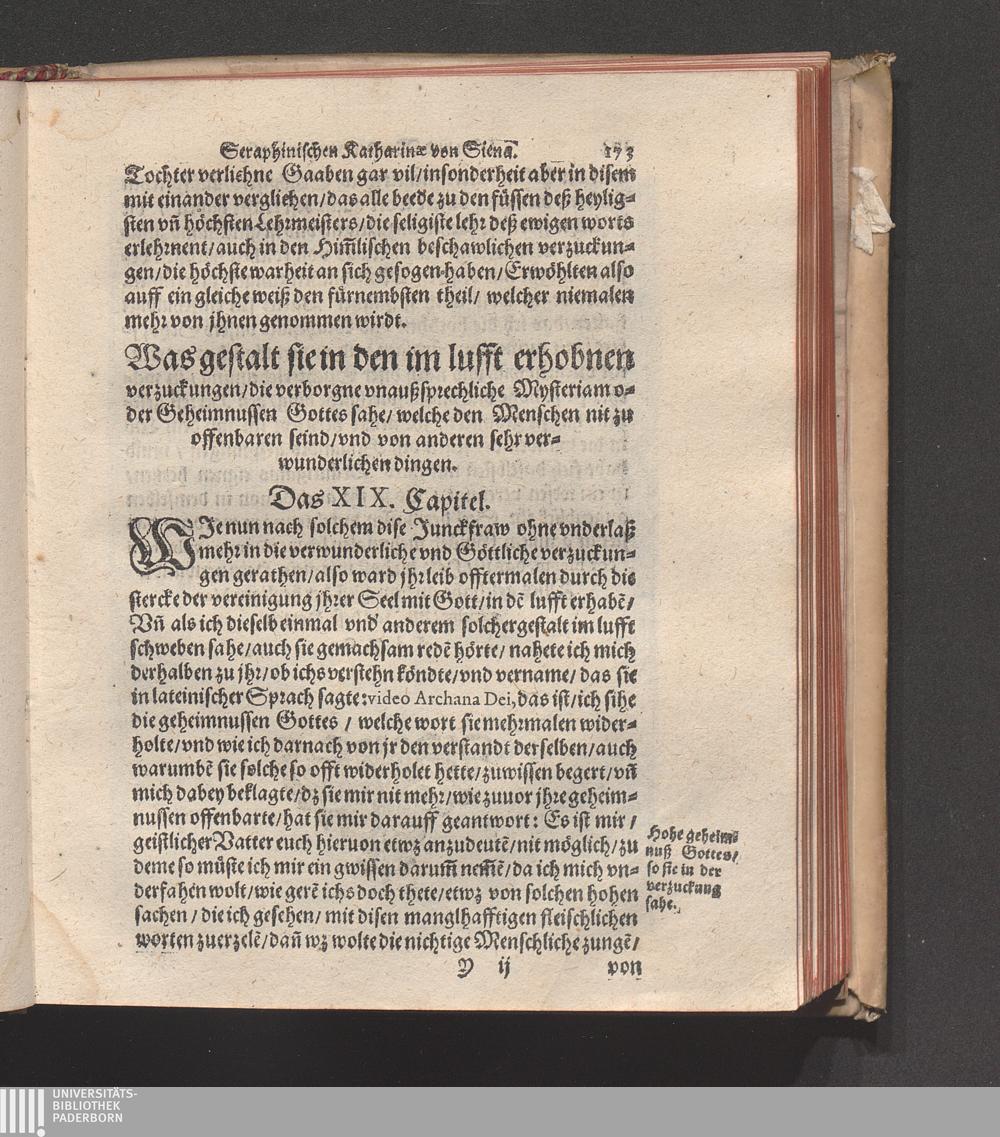 Seraphinischen Katharinæ von Siena. 173
Tochter verliehne Gaaben gar vil/insonderheit aber in disem
mit einander verglichen/das alle beede zu den füssen deß heylig=
sten vñ höchsten Lehrmeisters/die seligiste lehr deß ewigen worts
erlehrnent/auch in den Him̃lischen beschawlichen verzuckun=
gen/die höchste warheit an sich gesogen haben/Erwöhlten also
auff ein gleiche weiß den fürnembsten theil/ welcher niemalen
mehr von jhnen genommen wirdt.
Was gestalt sie in den im lufft erhobnen
verzuckungen/die verborgne vnaußsprechliche Mysteriam o=
der Geheimnussen Gottes sahe/welche den Menschen nit zu
offenbaren seind/vnd von anderen sehr ver=
wunderlichen dingen.
Das XIX. Capitel.
WJe nun nach solchem dise Junckfraw ohne vnderlaß
mehr in die verwunderliche vnd Göttliche verzuckun=
gen gerathen/also ward jhr leib offtermalen durch die
stercke der vereinigung jhrer Seel mit Gott/in dē lufft erhabē/
Vñ als ich dieselb einmal vnd anderem solchergestalt im lufft
schweben sahe/auch sie gemachsam redē hörte/ nahete ich mich
derhalben zu jhr/ob ichs verstehn köndte/vnd vername/das sie
in lateinischer Sprach sagte:video Archana Dei,das ist/ich sihe
die geheimnussen Gottes / welche wort sie mehrmalen wider=
holte/vnd wie ich darnach von jr den verstandt derselben/auch
warumbē sie solche so offt widerholet hette/zuwissen begert/vñ
mich dabey beklagte/dz sie mir nit mehr/wie zuuor jhre geheim=
nussen offenbarte/hat sie mir darauff geantwort: Es ist mir /
geistlicher Vatter euch hieruon etwz anzudeutē/nit möglich/zu
deme so müste ich mir ein gwissen darum̃ nem̃ē/da ich mich vn=
derfahen wolt/wie gerē ichs doch thete/etwz von solchen hohen
sachen / die ich gesehen/ mit disen manglhafftigen fleischlichen
worten zuerzelē/dañ wz wolte die nichtige Menschliche zungē/
Y ij von
Hohe geheim=
nuß Gottes/
so sie in der
verzuckung
sahe.
UNIVERSITÄTS-
BIBLIOTHEK
PADERBORN